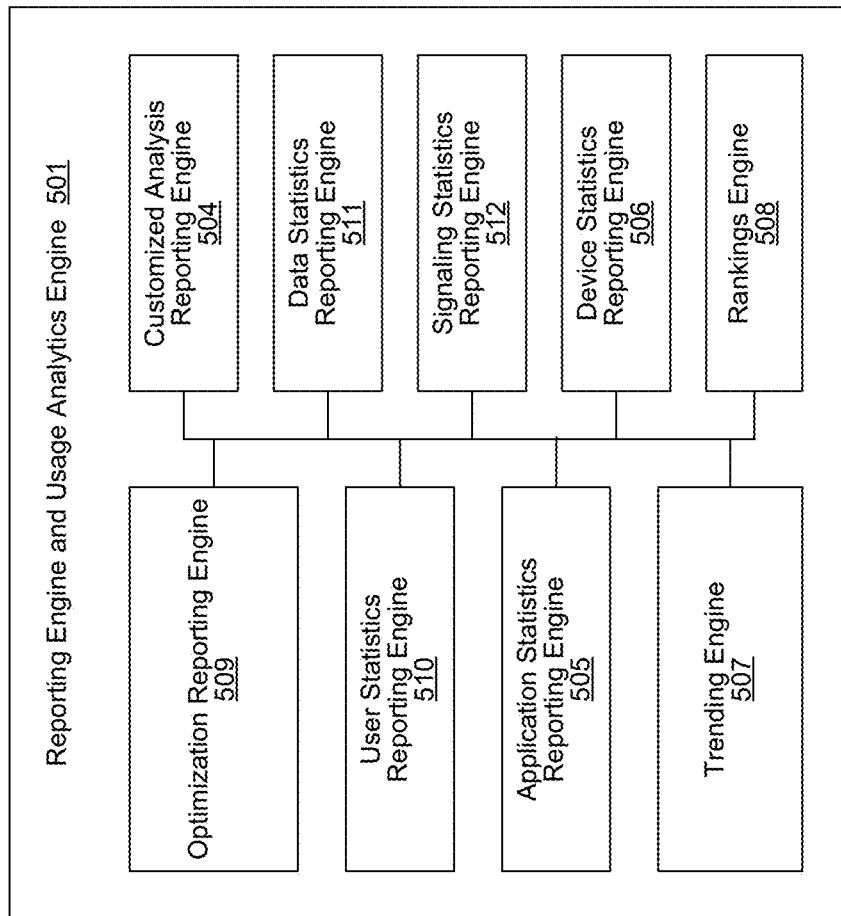 Reporting Engine and Usage Analytics Engine 501
Optimization Reporting Engine
509
User Statistics
Reporting Engine
510
Application Statistics
Reporting Engine
505
Trending Engine
507
Customized Analysis
Reporting Engine
504
Data Statistics
Reporting Engine
511
Signaling Statistics
Reporting Engine
512
Device Statistics
Reporting Engine
506
Rankings Engine
508